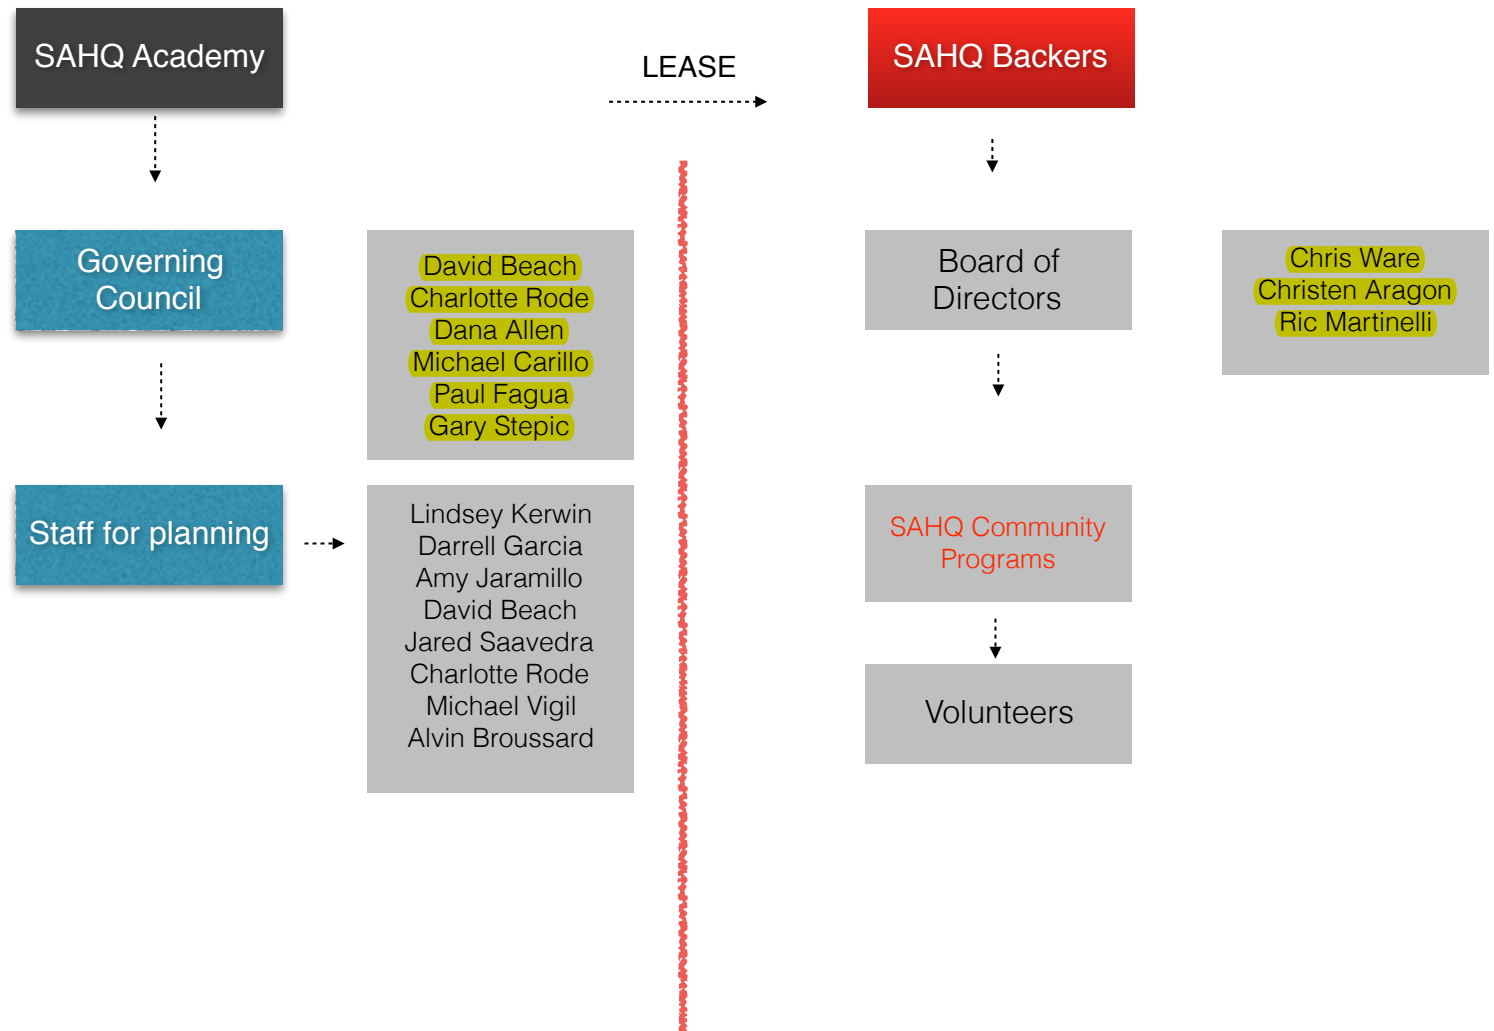 SAHQ Academy
LEASE
SAHQ Backers
Governing
Council
David Beach
Charlotte Rode
Dana Allen
Michael Carillo
Paul Fagua
Gary Stepic
Board of
Directors
Chris Ware
Christen Aragon
Ric Martinelli
Staff for planning
Lindsey Kerwin
Darrell Garcia
Amy Jaramillo
David Beach
Jared Saavedra
Charlotte Rode
Michael Vigil
Alvin Broussard
SAHQ Community
Programs
Volunteers